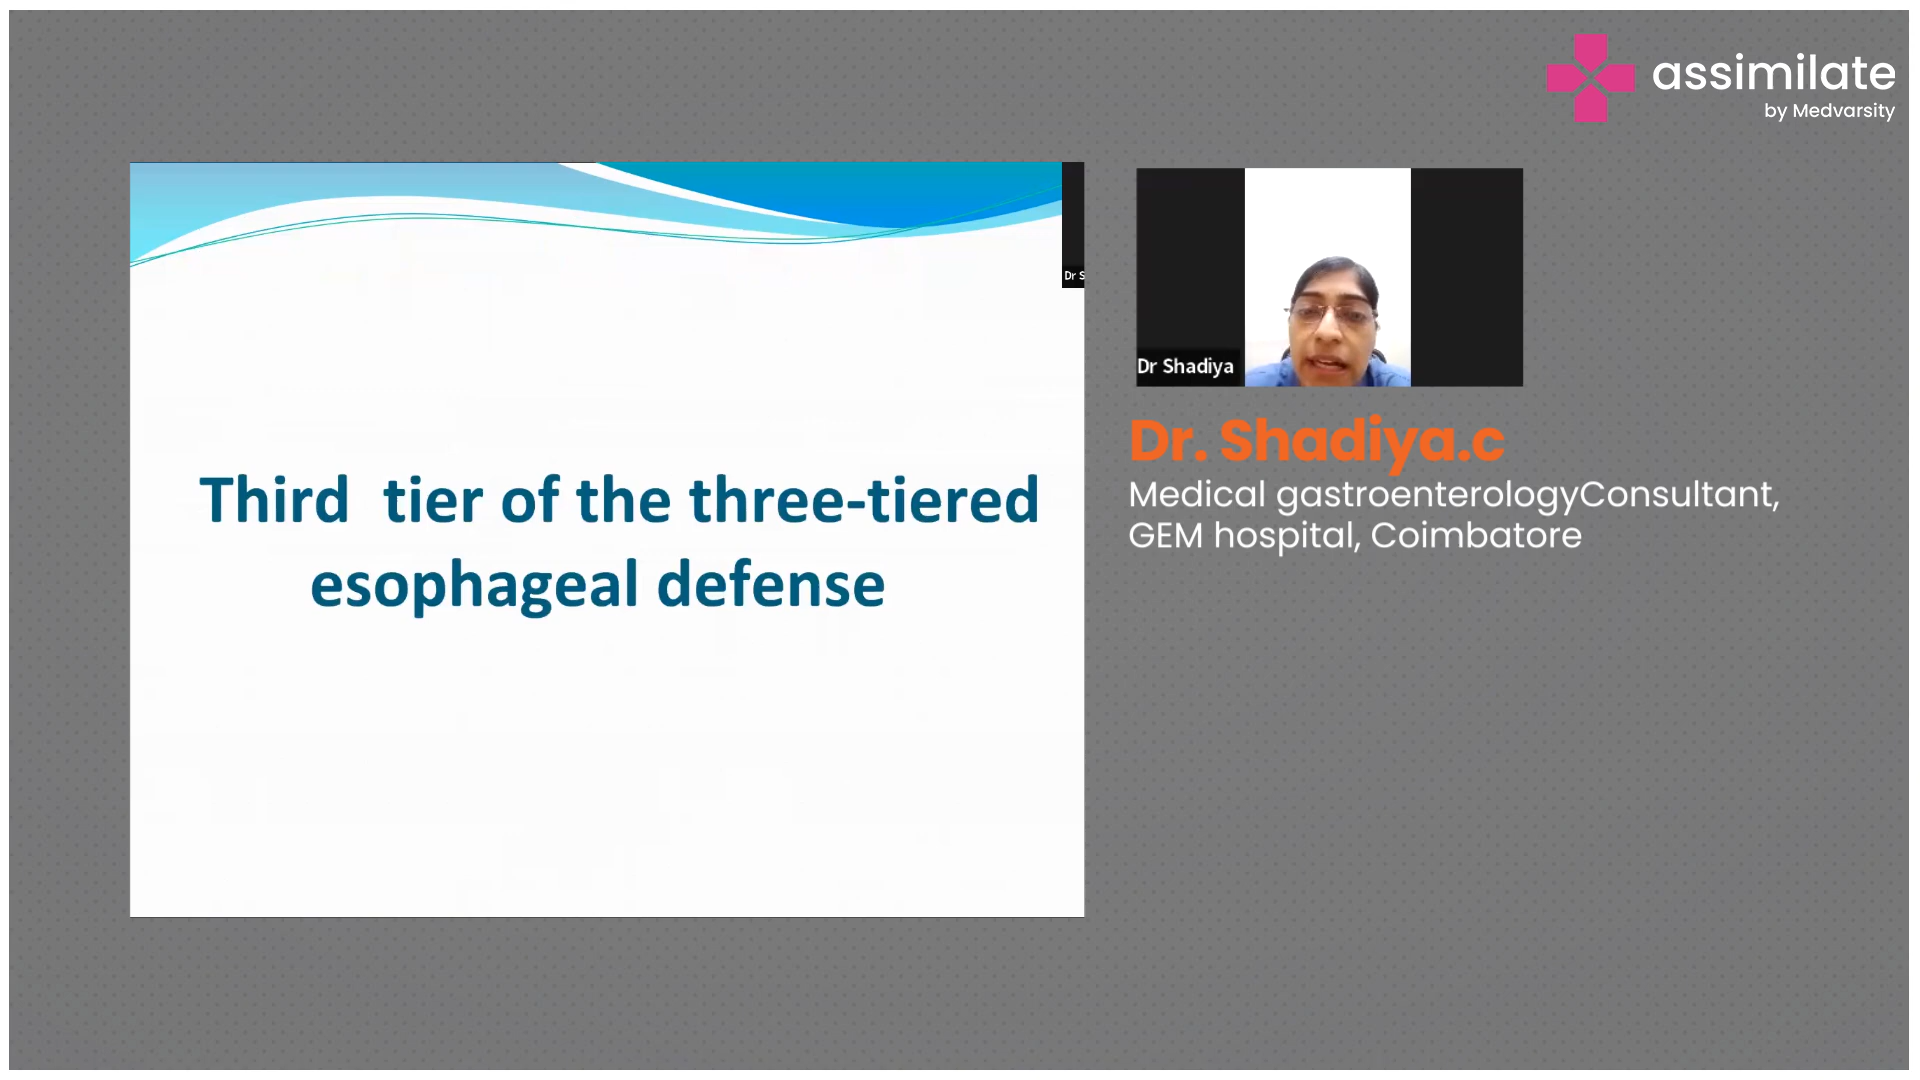 assimilate
by Medvarsity
Dr S
Third  tier of the three-tiered
esophageal defense
Dr Shadiya
Dr. Shadiya.c
Medical gastroenterologyConsultant,
GEM hospital, Coimbatore